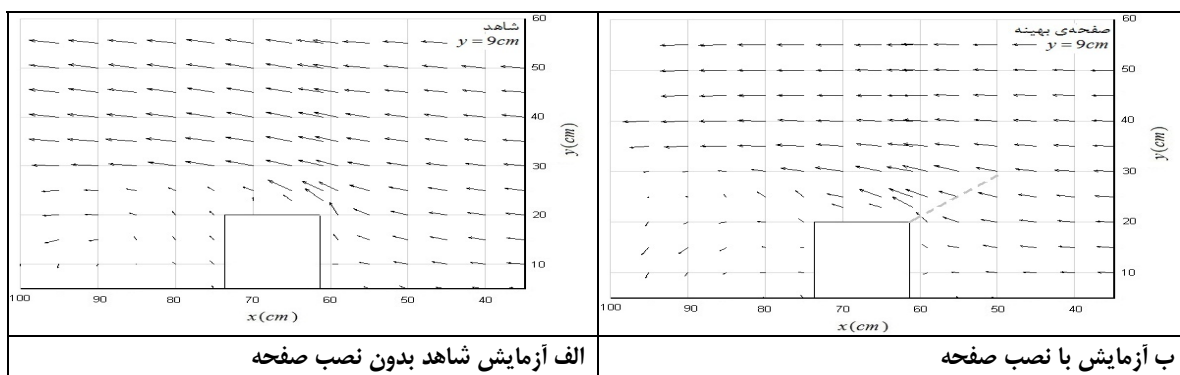 صفحه‌ی بهینه
y = 9cm
60
50
40
30
20
10
y(cm)
100 90 80 70 60 50 40
x(cm)
شاهد
y = 9cm
60
50
40
30
20
10
y(cm)
100 90 80 70 60 50 40
x(cm)
ب آزمایش با نصب صفحه
الف آزمایش شاهد بدون نصب صفحه